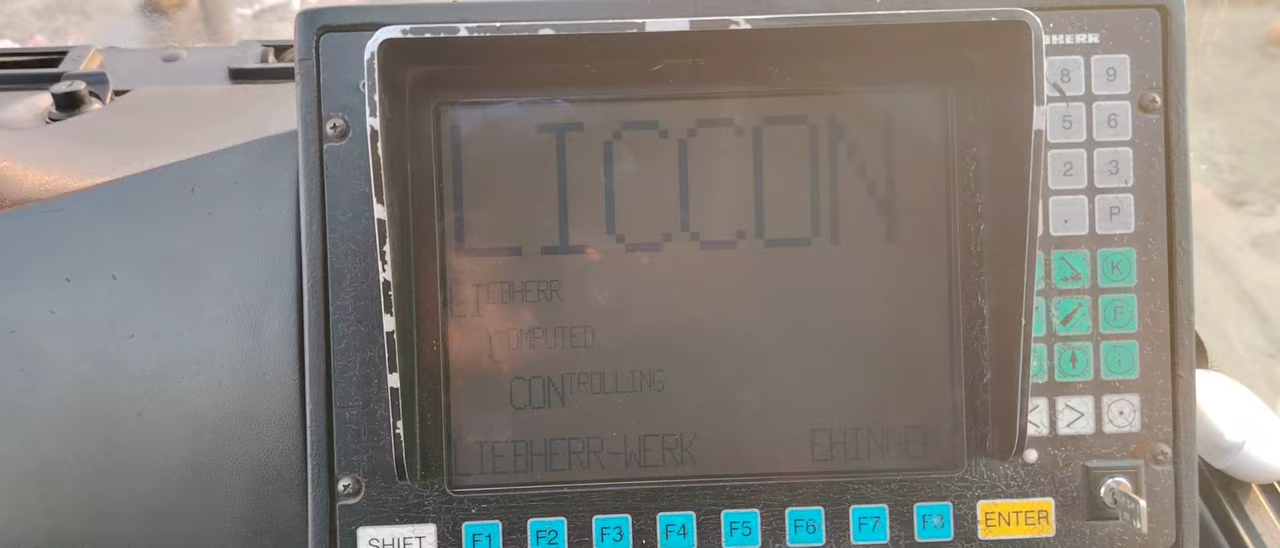 LICCON
LIEBHERR
COMPUTED
CONTROLLING
LIEBHERR-WERK EHINGEN
8 9
5 6
2 3
. P
K
F
i
< >
SHIFT F1 F2 F3 F4 F5 F6 F7 F8 ENTER